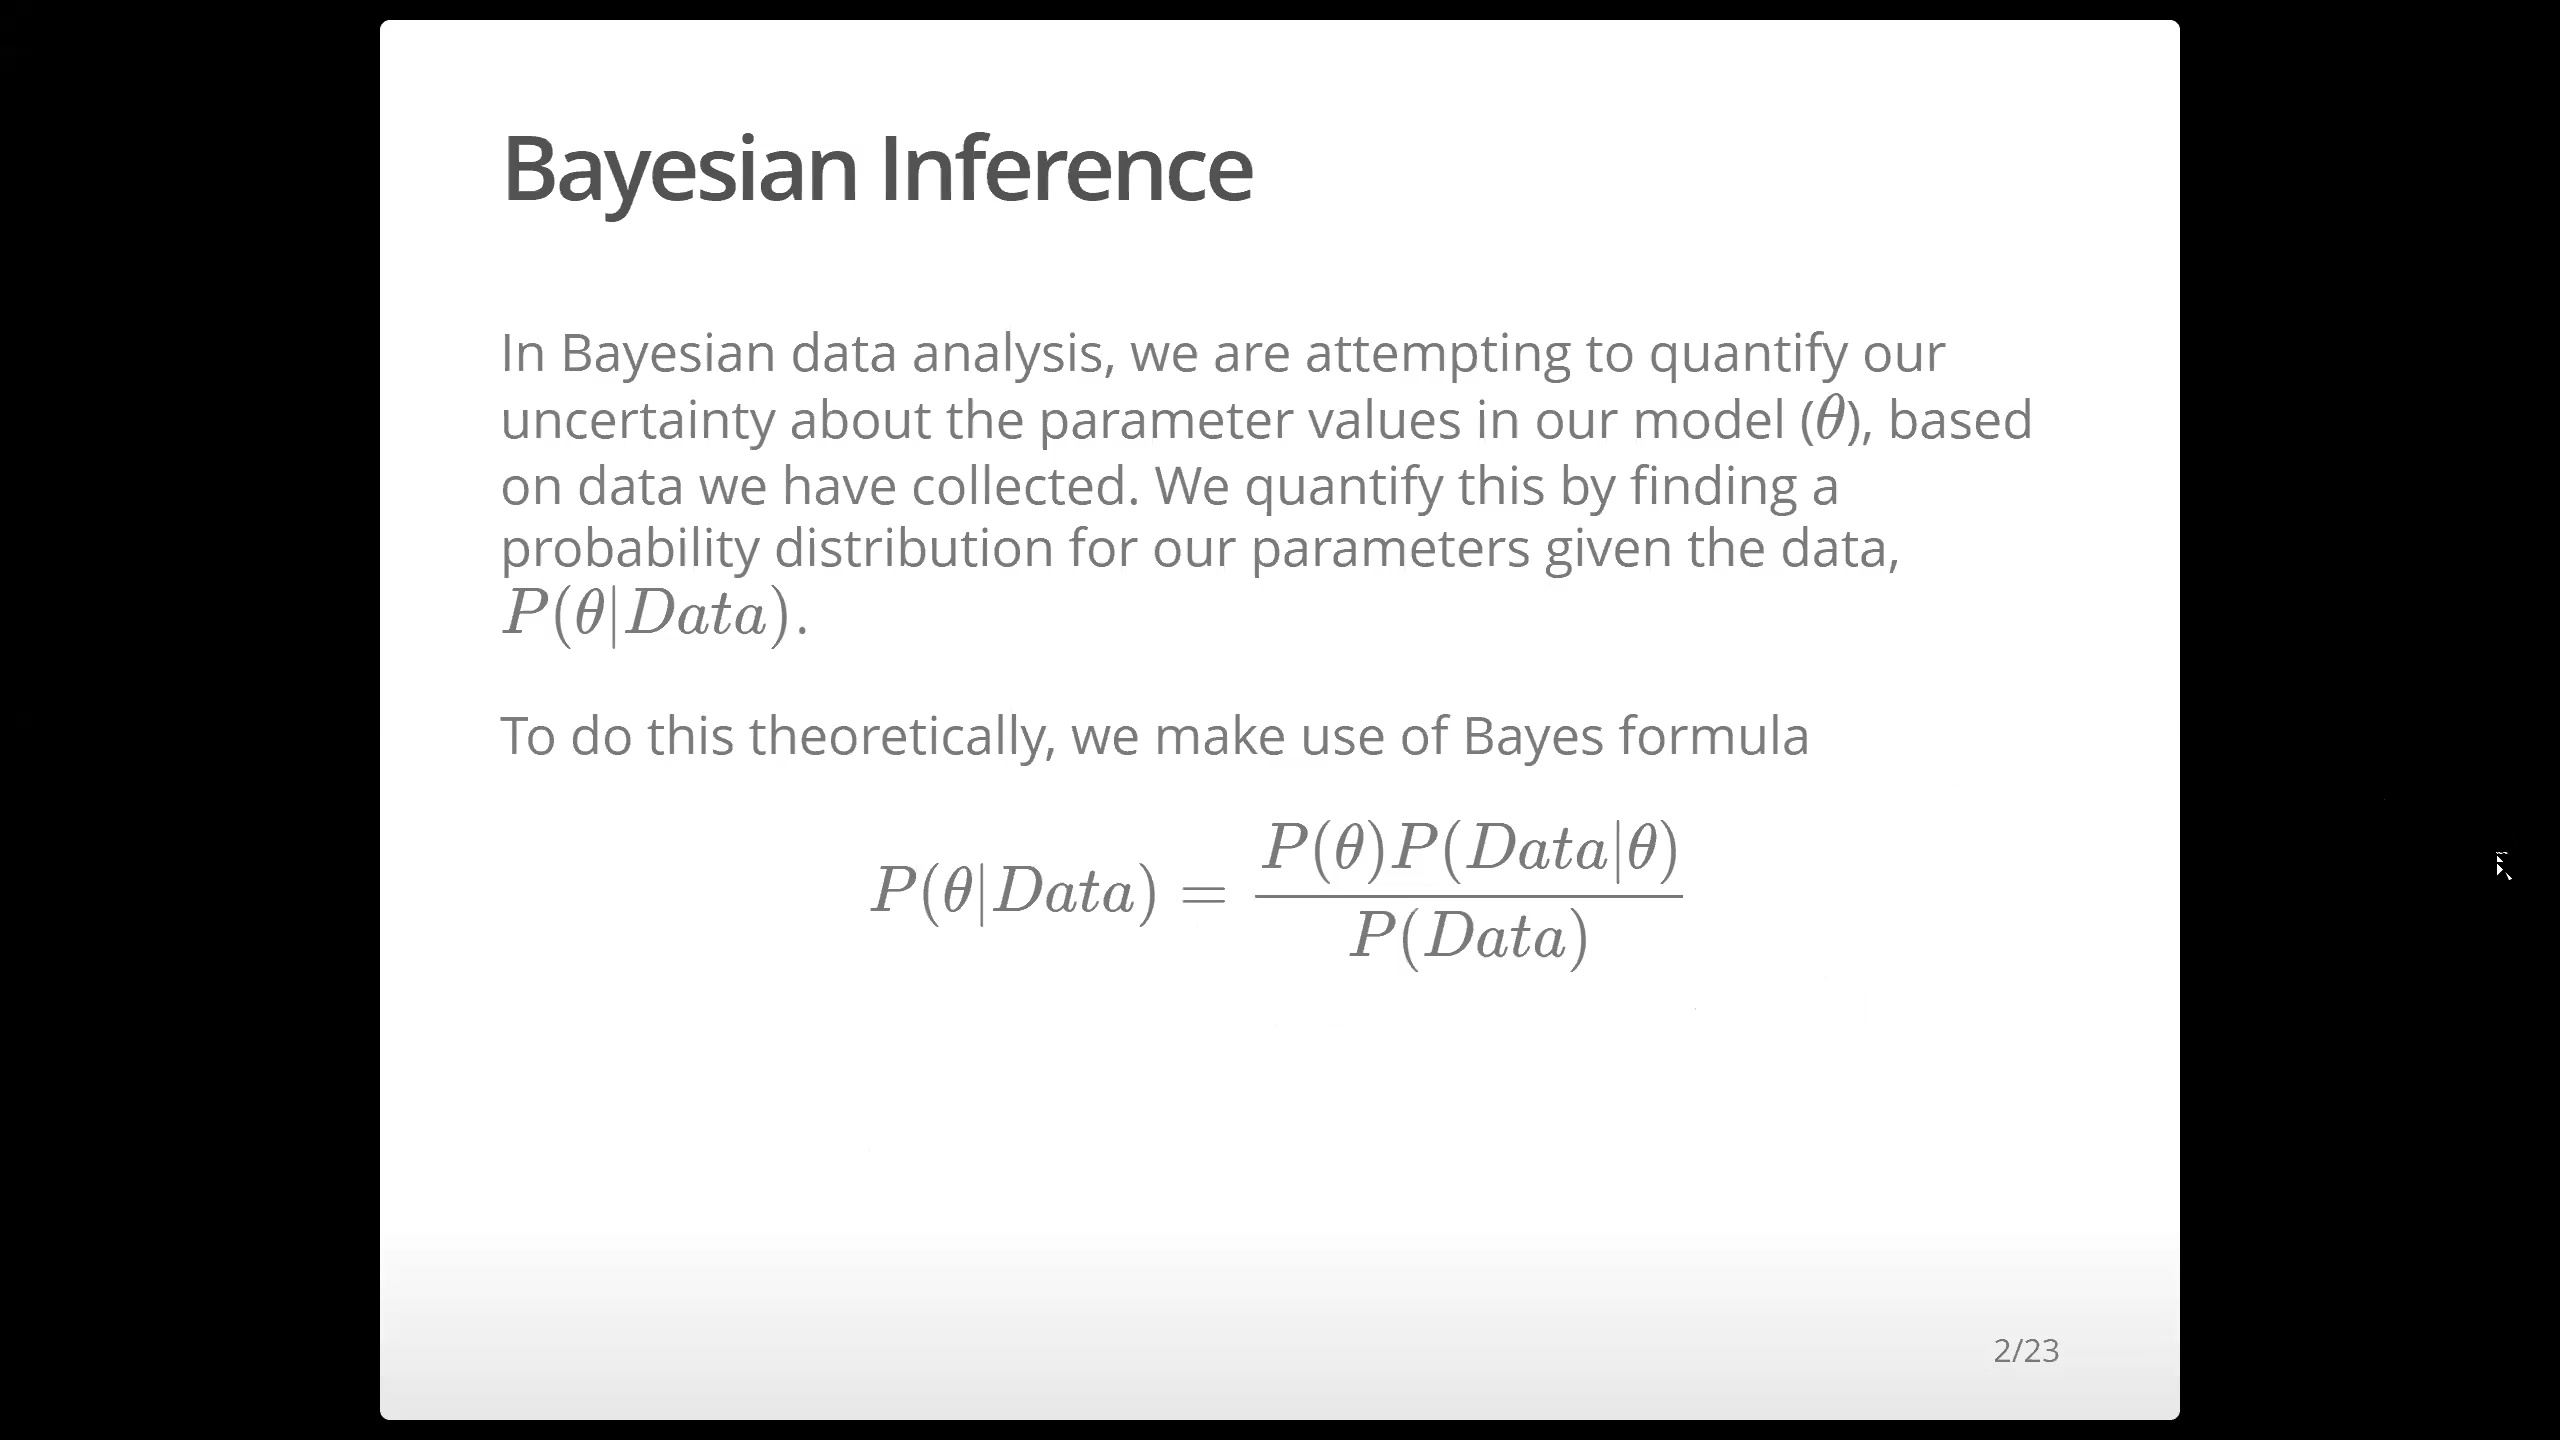 Bayesian Inference
In Bayesian data analysis, we are attempting to quantify our
uncertainty about the parameter values in our model (θ), based
on data we have collected. We quantify this by finding a
probability distribution for our parameters given the data,
P(θ|Data).
To do this theoretically, we make use of Bayes formula
P(θ|Data) = P(θ)P(Data|θ) / P(Data)
2/23